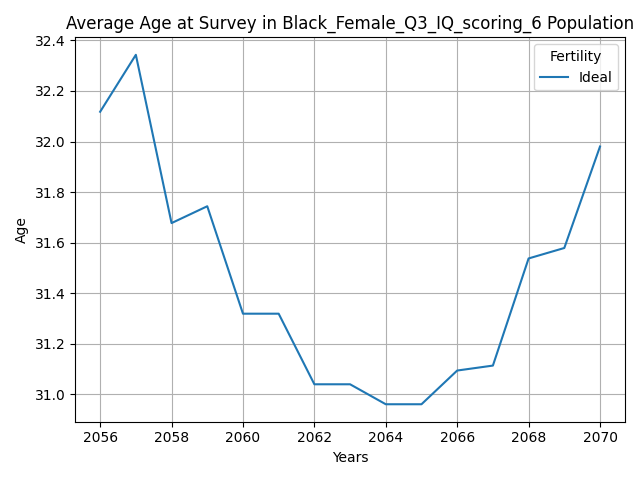 Average Age at Survey in Black_Female_Q3_IQ_scoring_6 Population
Fertility
Ideal
32.4
32.2
32.0
31.8
31.6
31.4
31.2
31.0
Age
2056 2058 2060 2062 2064 2066 2068 2070
Years